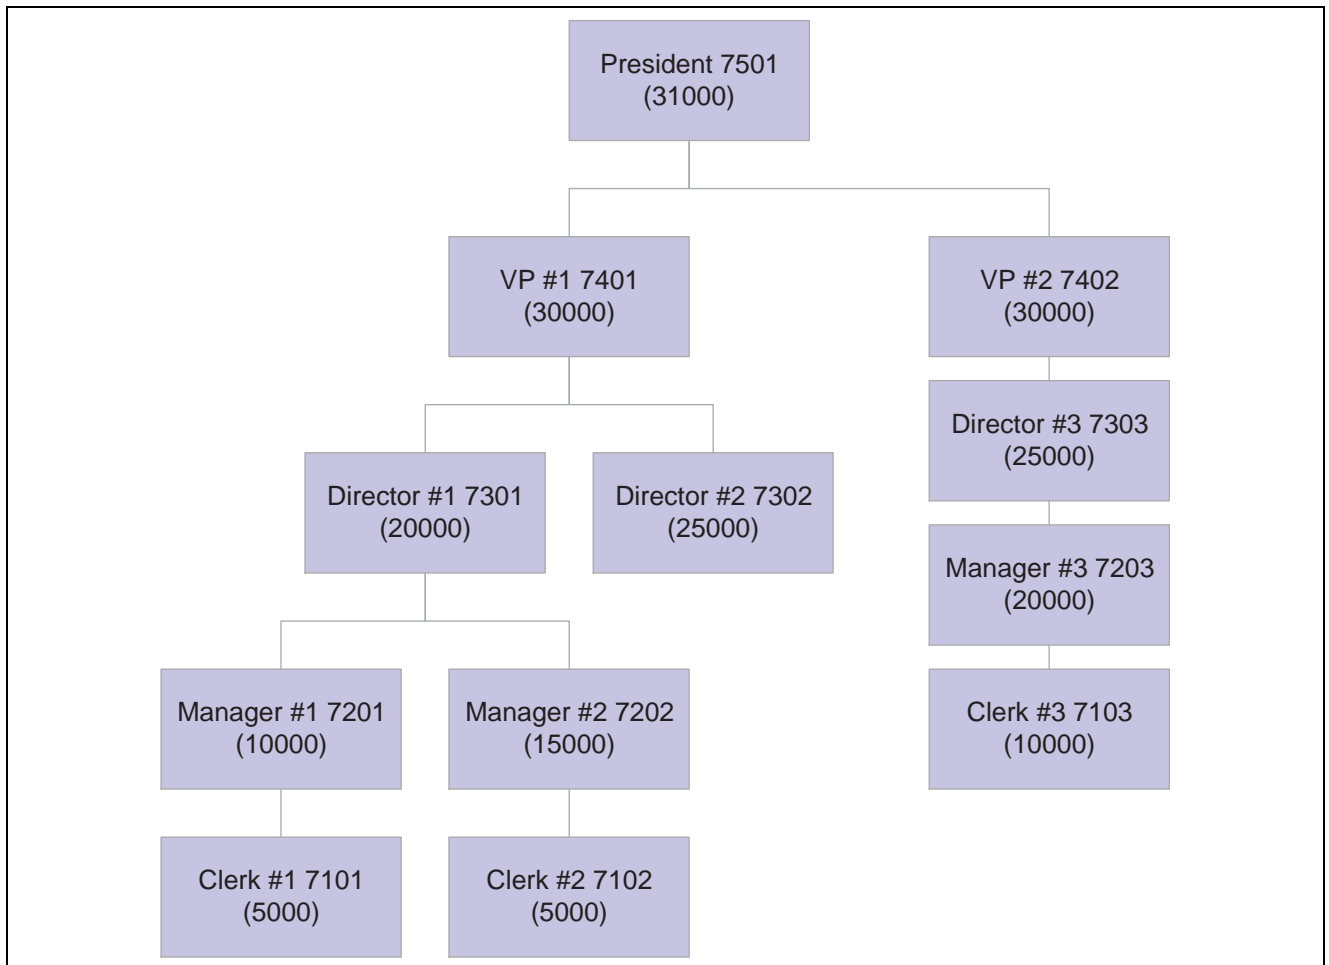 President 7501
(31000)
VP #1 7401
(30000)
VP #2 7402
(30000)
Director #3 7303
(25000)
Director #1 7301
(20000)
Director #2 7302
(25000)
Manager #3 7203
(20000)
Manager #1 7201
(10000)
Manager #2 7202
(15000)
Clerk #3 7103
(10000)
Clerk #1 7101
(5000)
Clerk #2 7102
(5000)